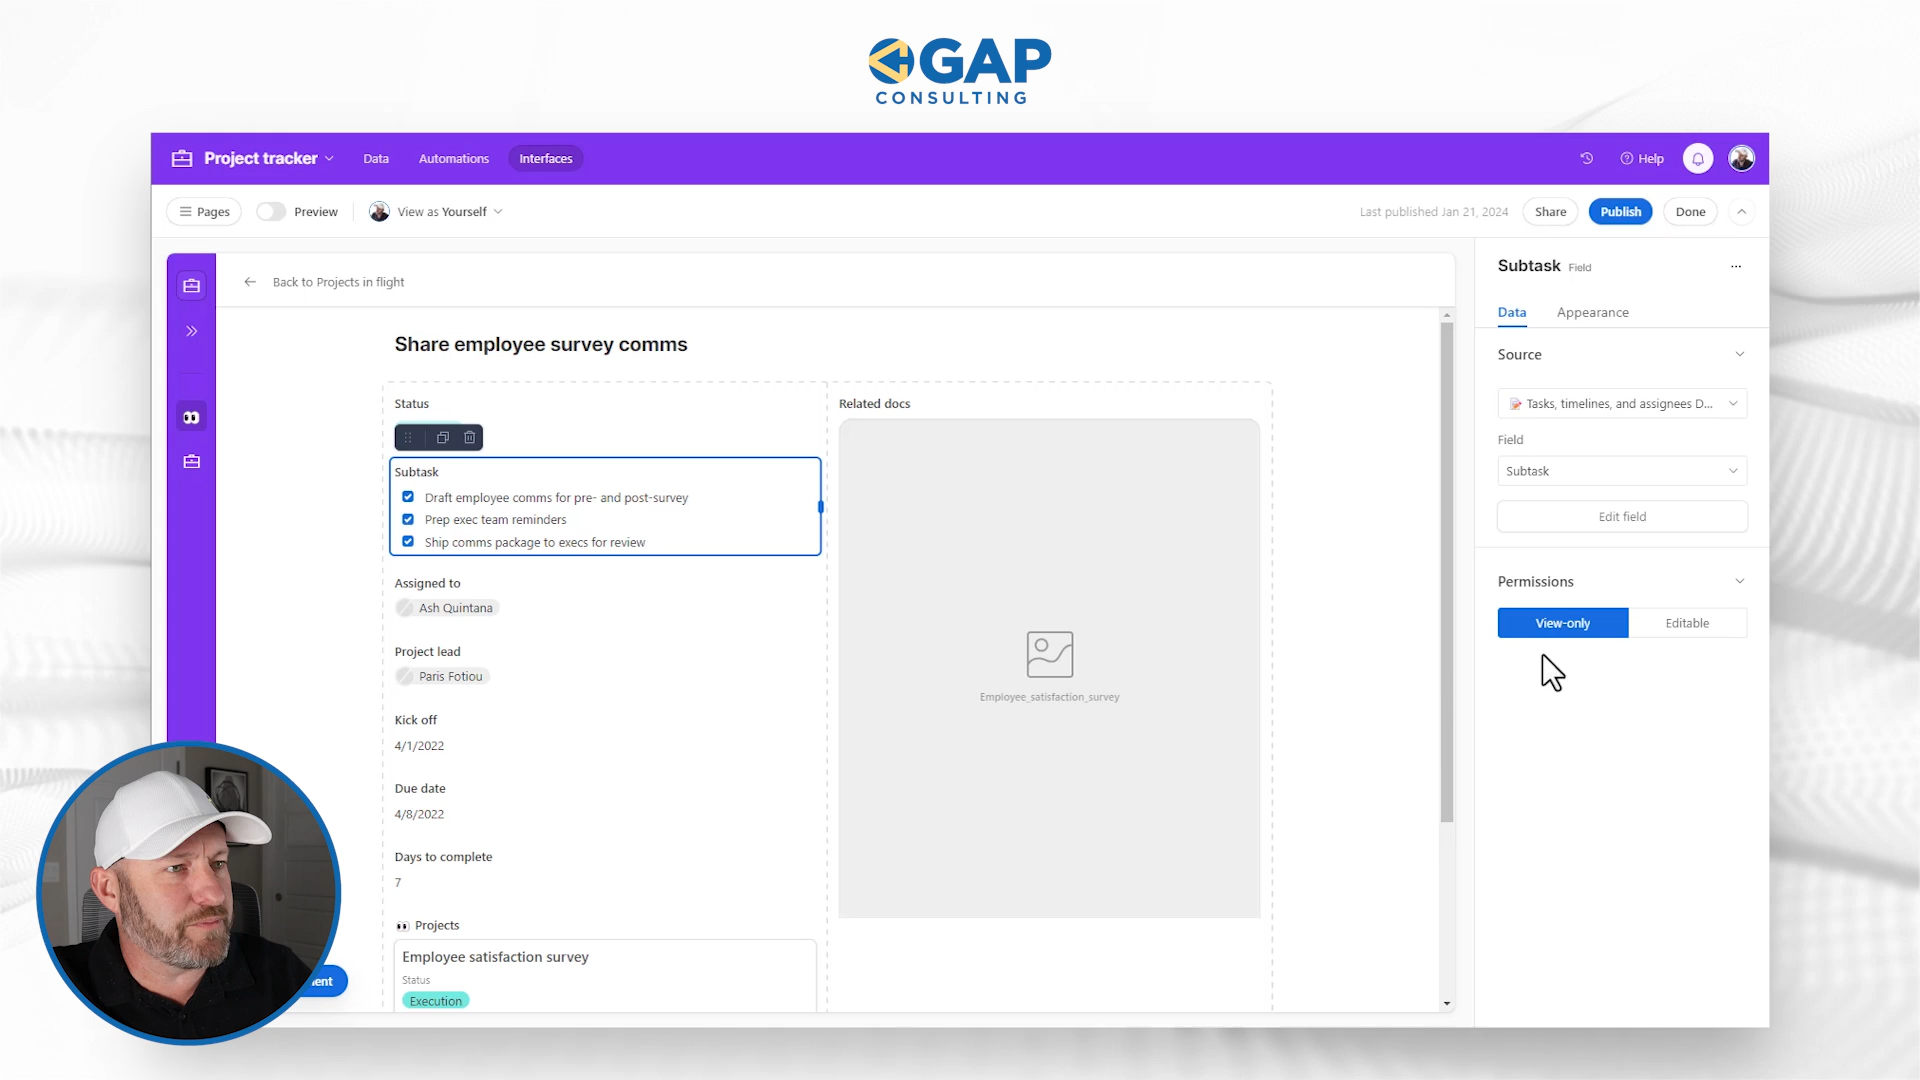 GAP
CONSULTING
Project tracker
Data
Automations
Interfaces
Help
Pages
Preview
View as Yourself
Last published Jan 21, 2024
Share
Publish
Done
Back to Projects in flight
Share employee survey comms
Status
Subtask
Draft employee comms for pre- and post-survey
Prep exec team reminders
Ship comms package to execs for review
Assigned to
Ash Quintana
Project lead
Paris Fotiou
Kick off
4/1/2022
Due date
4/8/2022
Days to complete
7
Projects
Employee satisfaction survey
Status
Execution
Related docs
Employee_satisfaction_survey
Subtask Field
Data
Appearance
Source
Tasks, timelines, and assignees D...
Field
Subtask
Edit field
Permissions
View-only
Editable